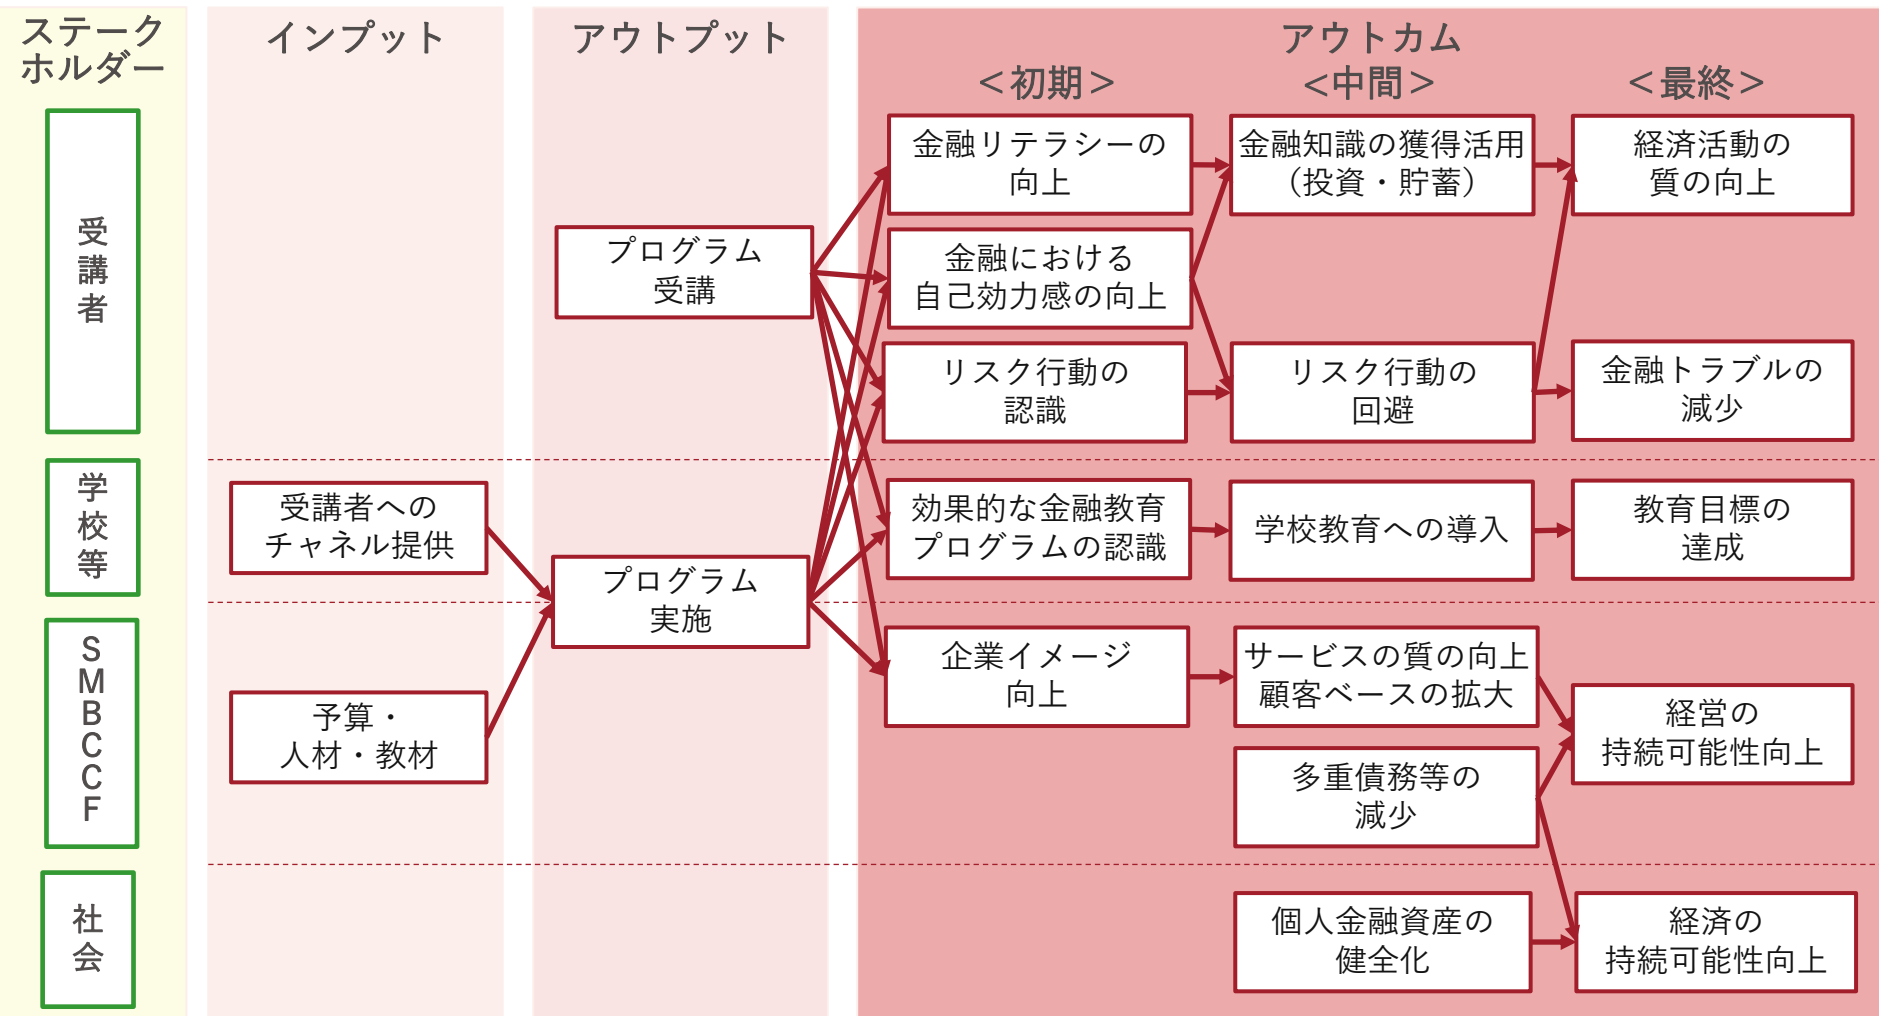 ステーク
ホルダー
インプット
アウトプット
アウトカム
＜初期＞
＜中間＞
＜最終＞
受講者
プログラム
受講
金融リテラシーの
向上
金融知識の獲得活用
（投資・貯蓄）
経済活動の
質の向上
金融における
自己効力感の向上
リスク行動の
認識
リスク行動の
回避
金融トラブルの
減少
学校等
受講者への
チャネル提供
プログラム
実施
効果的な金融教育
プログラムの認識
学校教育への導入
教育目標の
達成
SMBCCF
予算・
人材・教材
企業イメージ
向上
サービスの質の向上
顧客ベースの拡大
経営の
持続可能性向上
多重債務等の
減少
社会
個人金融資産の
健全化
経済の
持続可能性向上